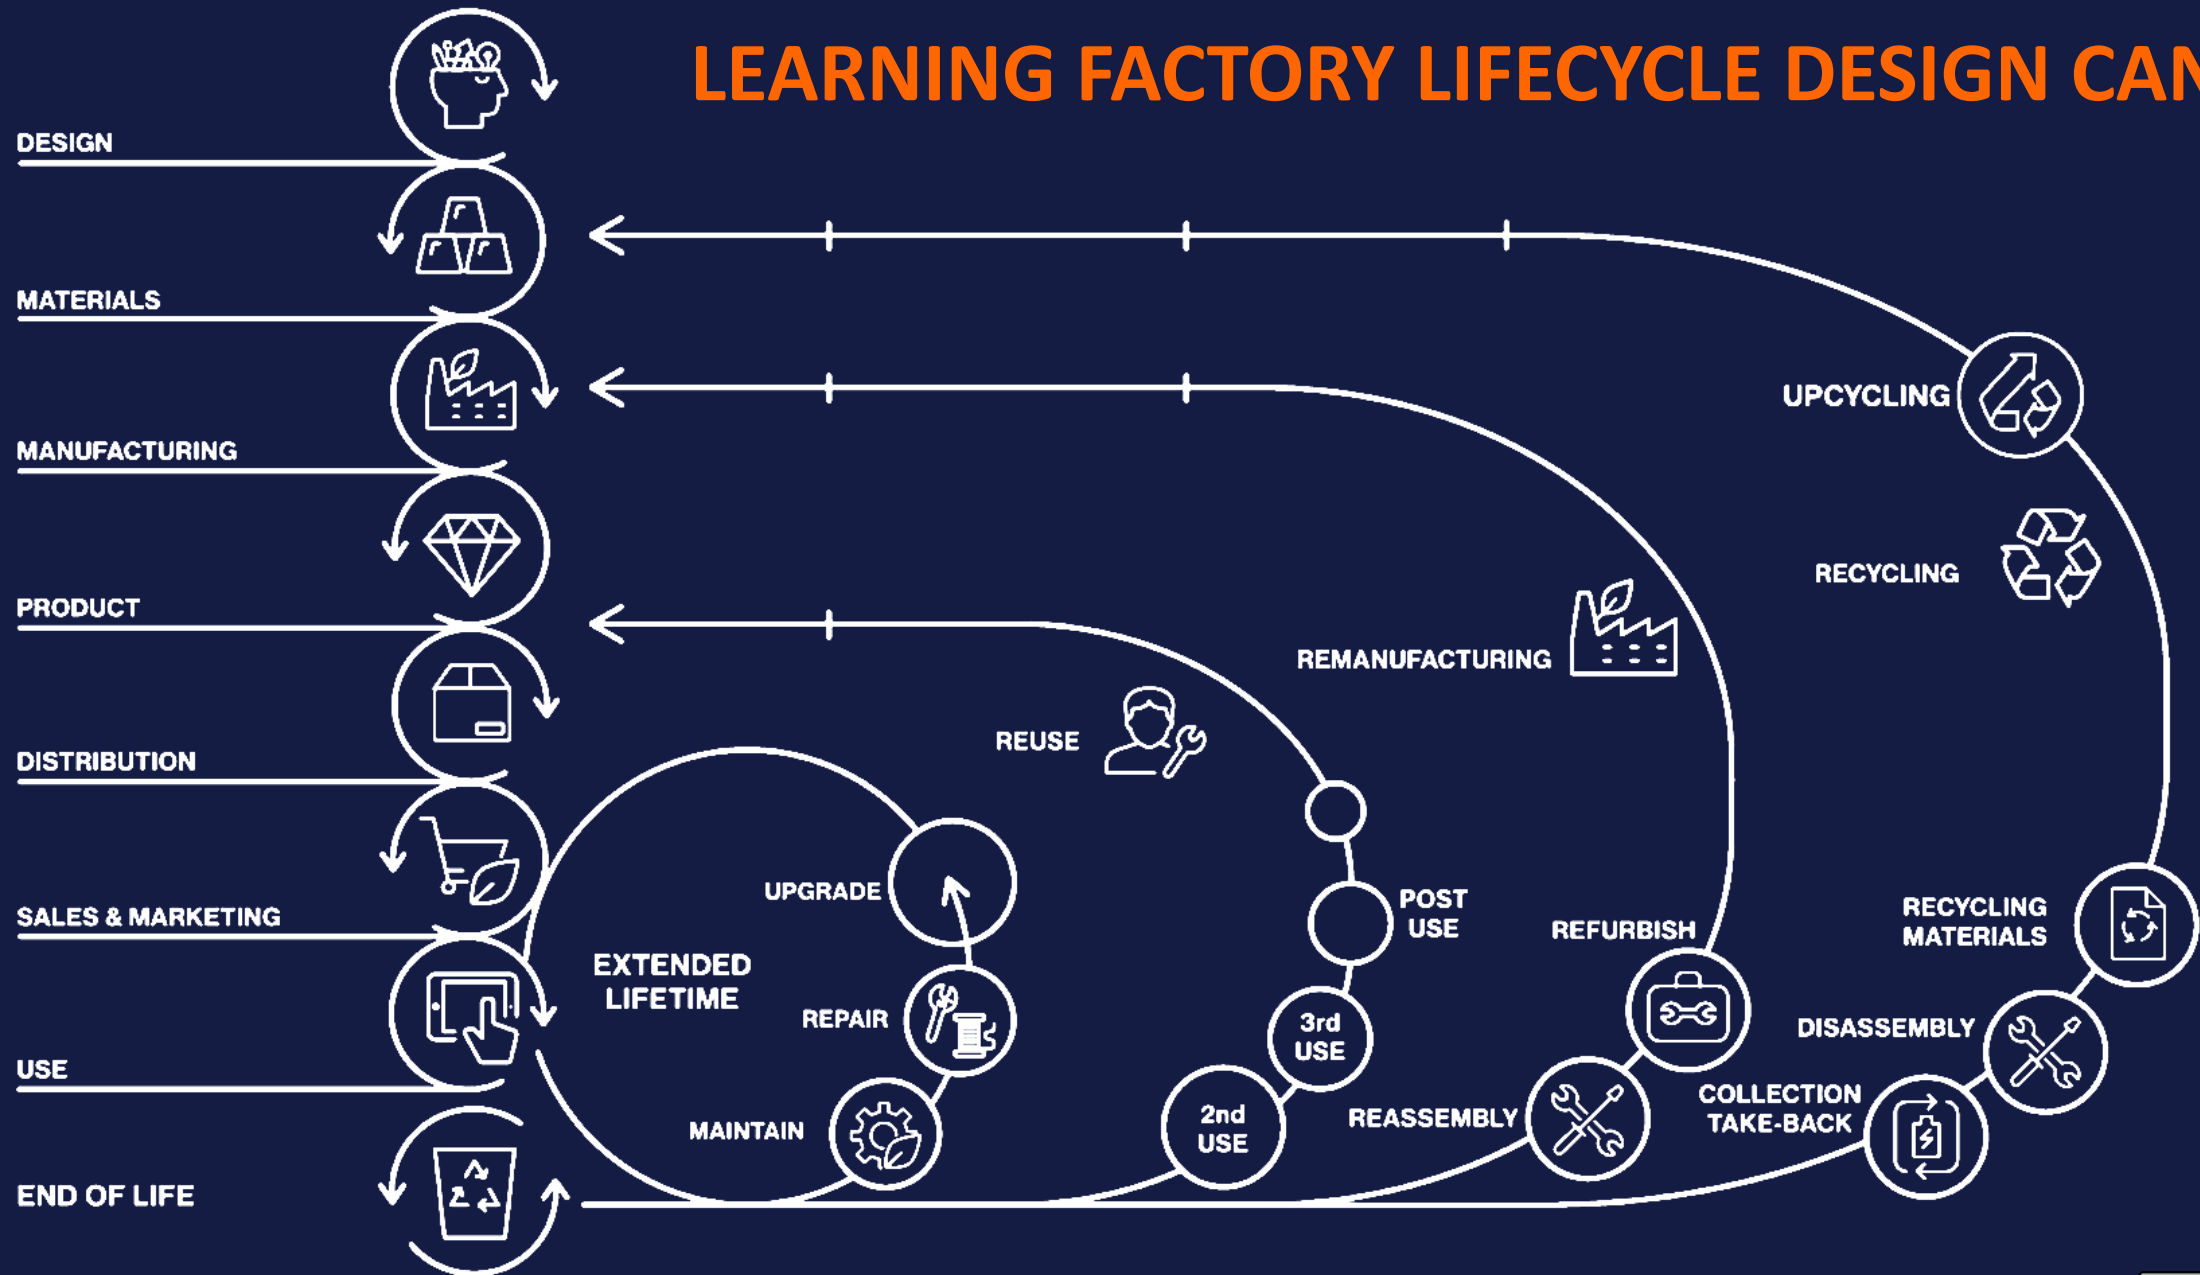 LEARNING FACTORY LIFECYCLE DESIGN
DESIGN
MATERIALS
MANUFACTURING
PRODUCT
DISTRIBUTION
SALES & MARKETING
USE
END OF LIFE
EXTENDED
LIFETIME
UPGRADE
REPAIR
MAINTAIN
REUSE
POST
USE
3rd
USE
2nd
USE
REMANUFACTURING
REFURBISH
REASSEMBLY
UPCYCLING
RECYCLING
RECYCLING
MATERIALS
DISASSEMBLY
COLLECTION
TAKE-BACK